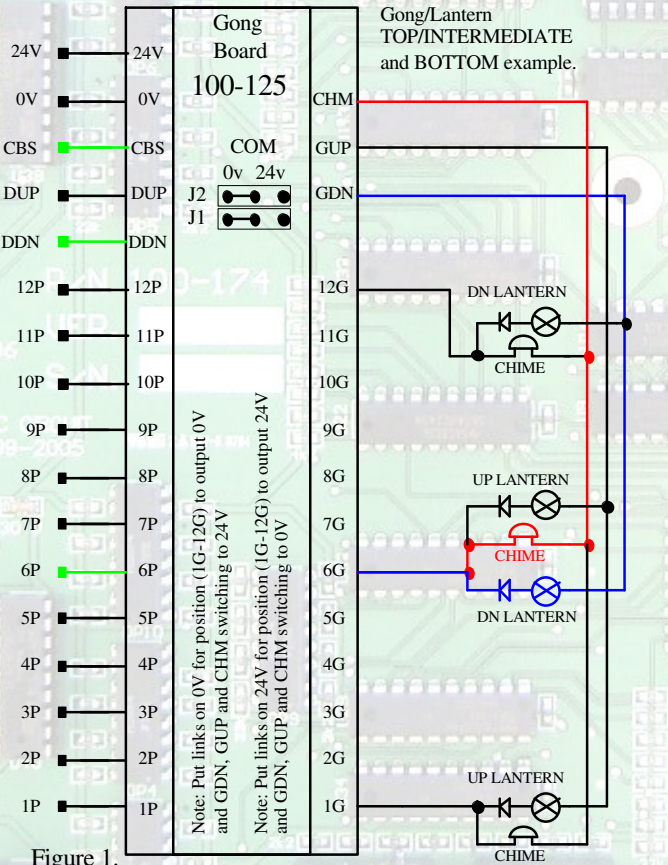 Gong
Board
100-125
Gong/Lantern
TOP/INTERMEDIATE
and BOTTOM example.
24V 24V
0V 0V CHM
CBS CBS COM GUP
0v 24v
DUP DUP J2 GDN
J1
DDN DDN
12P 12P 12G DN LANTERN
11P 11P 11G
CHIME
10P 10P 10G
9P 9P 9G
8P 8P 8G UP LANTERN
7P 7P 7G
CHIME
6P 6P 6G
DN LANTERN
5P 5P 5G
4P 4P 4G
3P 3P 3G
2P 2P 2G
UP LANTERN
1P 1P 1G
CHIME
Note: Put links on 0V for position (1G-12G) to output 0V
and GDN, GUP and CHM switching to 24V
Note: Put links on 24V for position (1G-12G) to output 24V
and GDN, GUP and CHM switching to 0V
Figure 1.
100-174